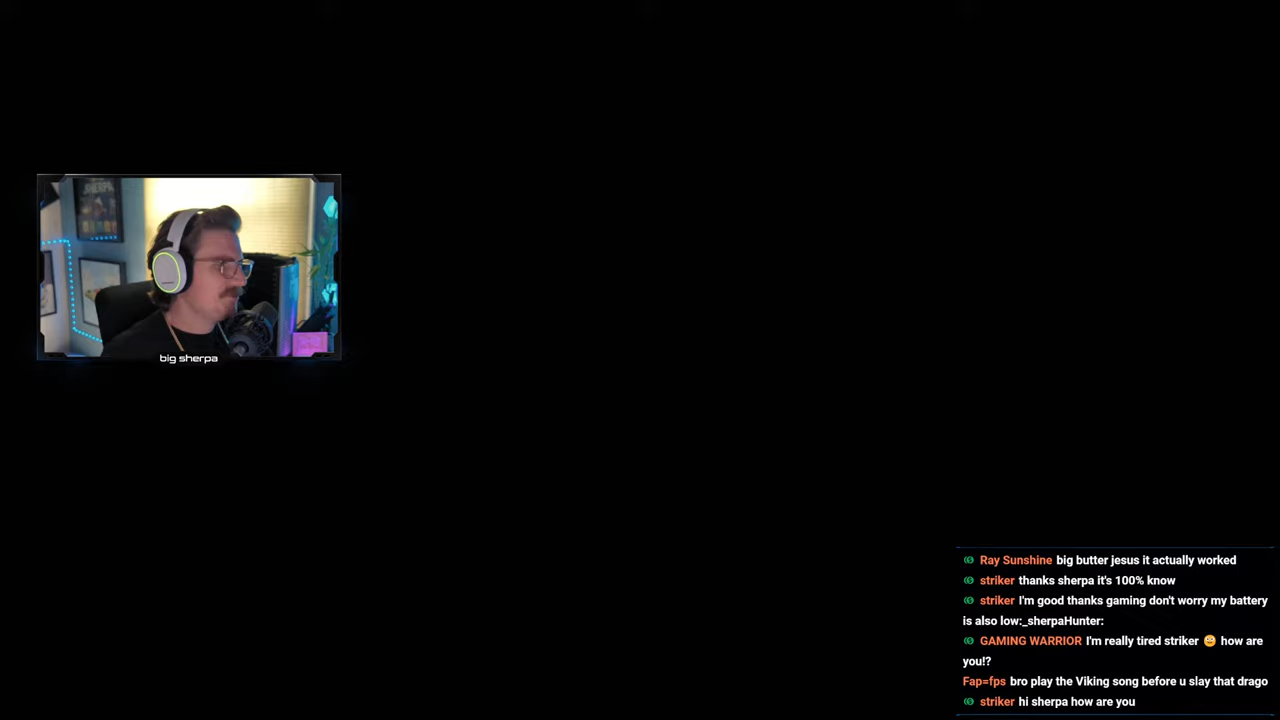 SHERPA
big sherpa
Ray Sunshine big butter jesus it actually worked
striker thanks sherpa it's 100% know
striker I'm good thanks gaming don't worry my battery
is also low:_sherpaHunter:
GAMING WARRIOR I'm really tired striker 😀 how are
you!?
Fap=fps bro play the Viking song before u slay that drago
striker hi sherpa how are you